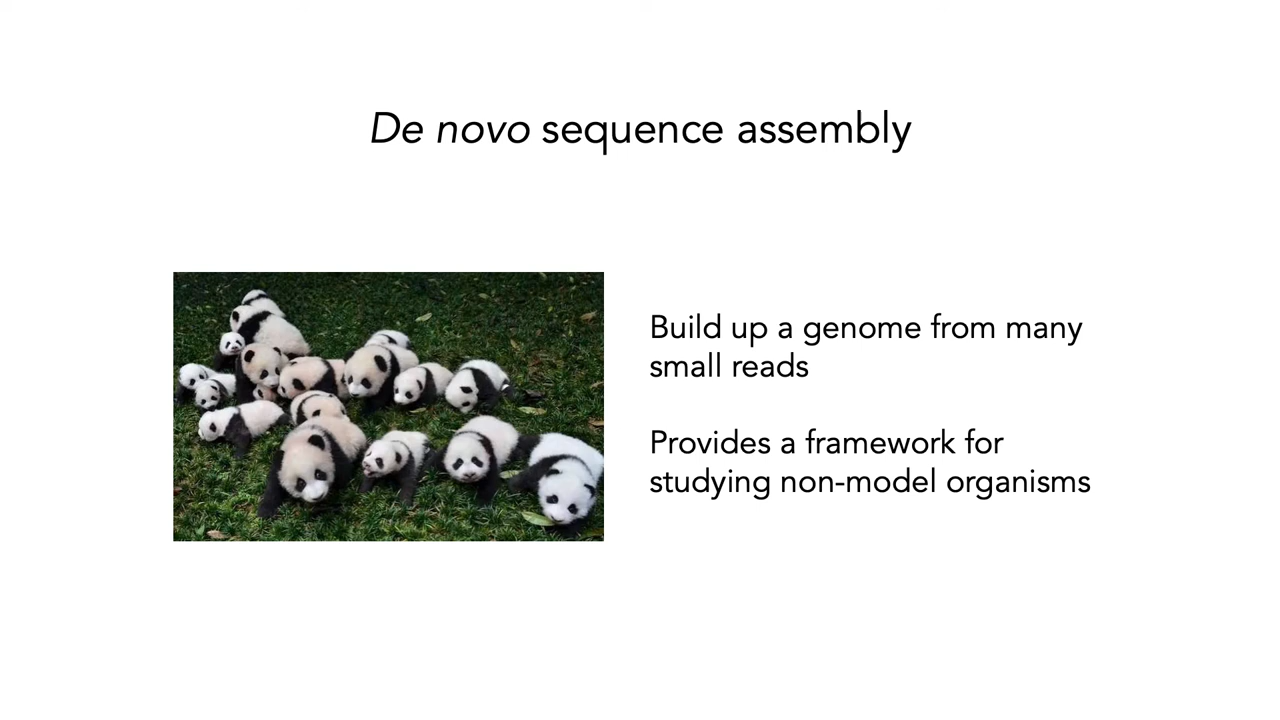 De novo sequence assembly
Build up a genome from many
small reads
Provides a framework for
studying non-model organisms